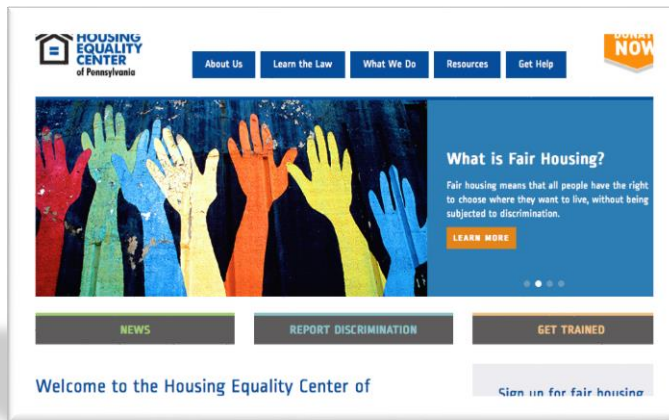 HOUSING
EQUALITY
CENTER
of Pennsylvania
DONATE
NOW
About Us
Learn the Law
What We Do
Resources
Get Help
What is Fair Housing?
Fair housing means that all people have the right
to choose where they want to live, without being
subjected to discrimination.
LEARN MORE
NEWS
REPORT DISCRIMINATION
GET TRAINED
Welcome to the Housing Equality Center of
Sign up for fair housing